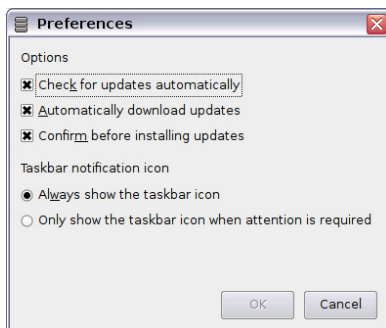 Preferences
Options
Check for updates automatically
Automatically download updates
Confirm before installing updates
Taskbar notification icon
Always show the taskbar icon
Only show the taskbar icon when attention is required
OK Cancel